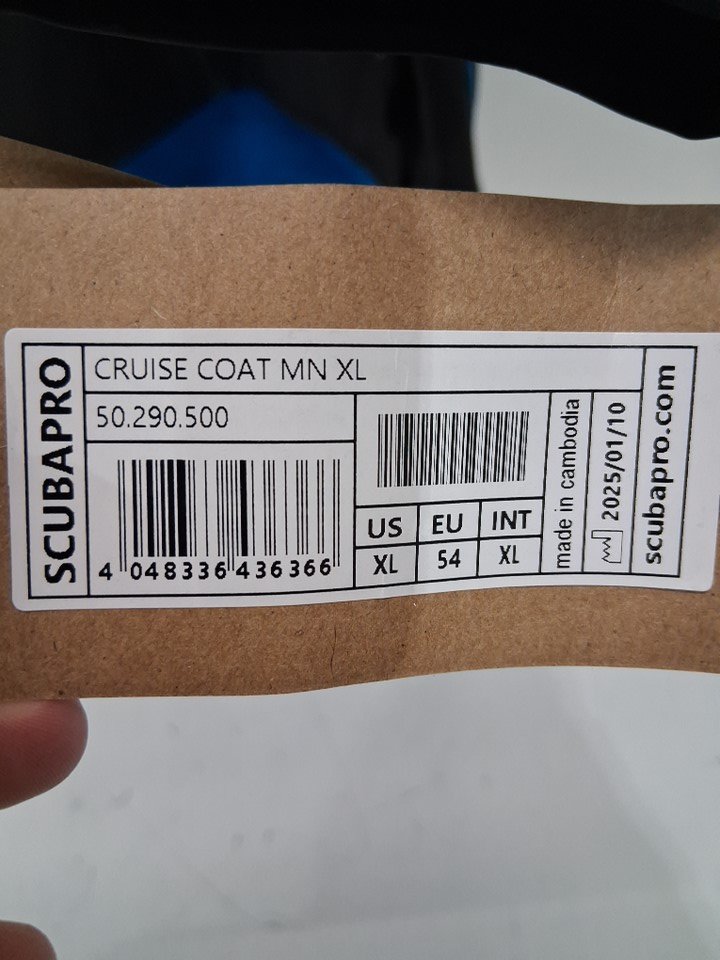 SCUBAPRO
CRUISE COAT MN XL
50.290.500
4 048336 436366
US EU INT
XL 54 XL
made in cambodia
2025/01/10
scubapro.com